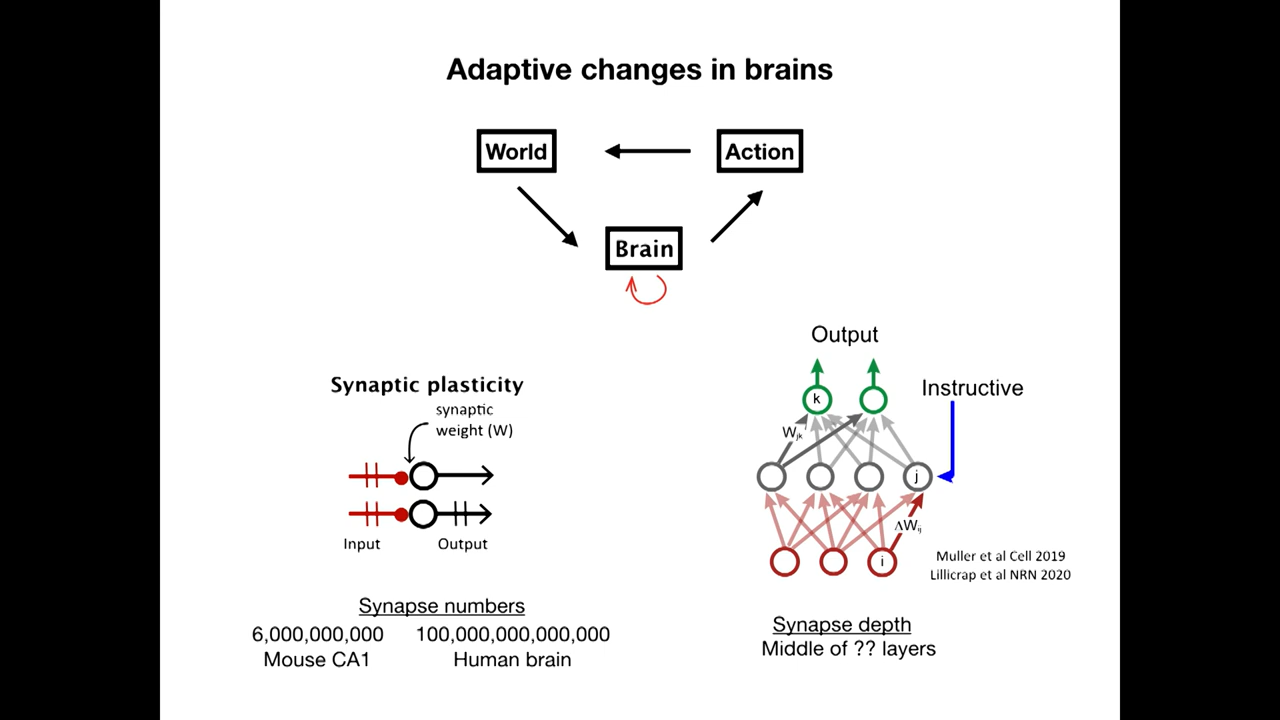 Adaptive changes in brains
World
Action
Brain
Output
Instructive
Synaptic plasticity
synaptic
weight (W)
k
Wjk
j
ΔWij
i
Input
Output
Muller et al Cell 2019
Lillicrap et al NRN 2020
Synapse numbers
6,000,000,000
100,000,000,000,000
Mouse CA1
Human brain
Synapse depth
Middle of ?? layers